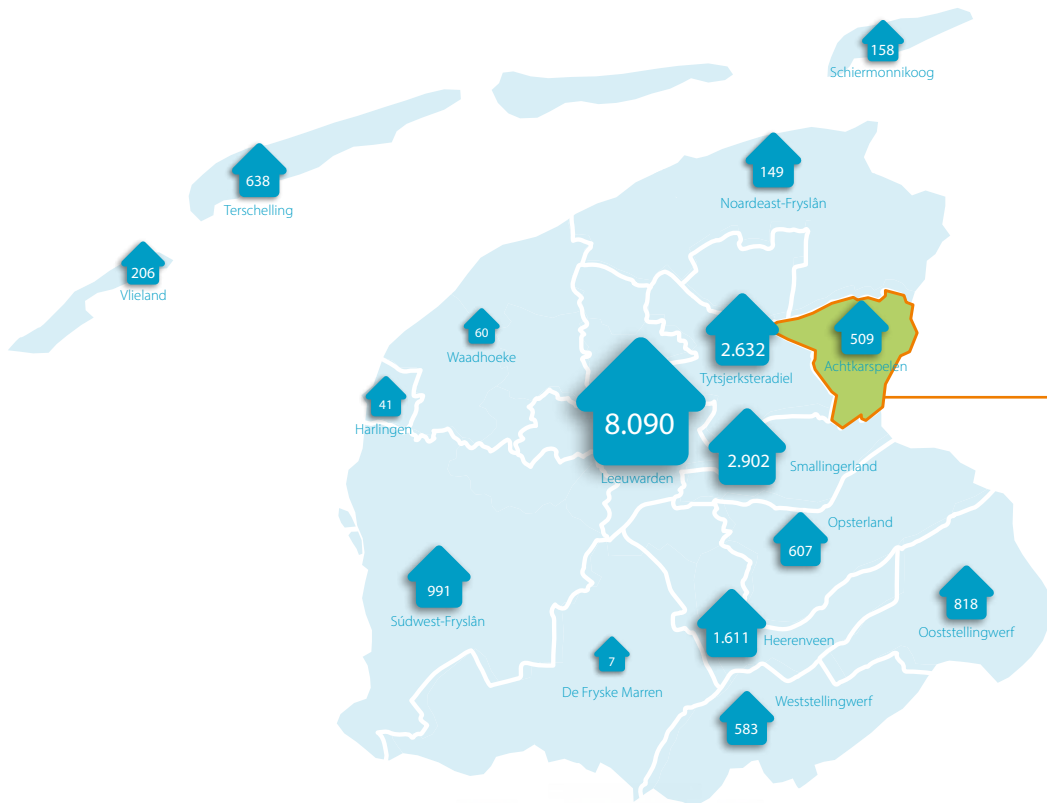 158
Schiermonnikoog
149
Noardeast-Fryslân
638
Terschelling
206
Vlieland
60
Waadhoeke
2.632
Tytsjerksteradiel
509
Achtkarspelen
41
Harlingen
8.090
Leeuwarden
2.902
Smallingerland
Opsterland
607
991
Súdwest-Fryslân
818
Ooststellingwerf
1.611
Heerenveen
7
De Fryske Marren
Weststellingwerf
583